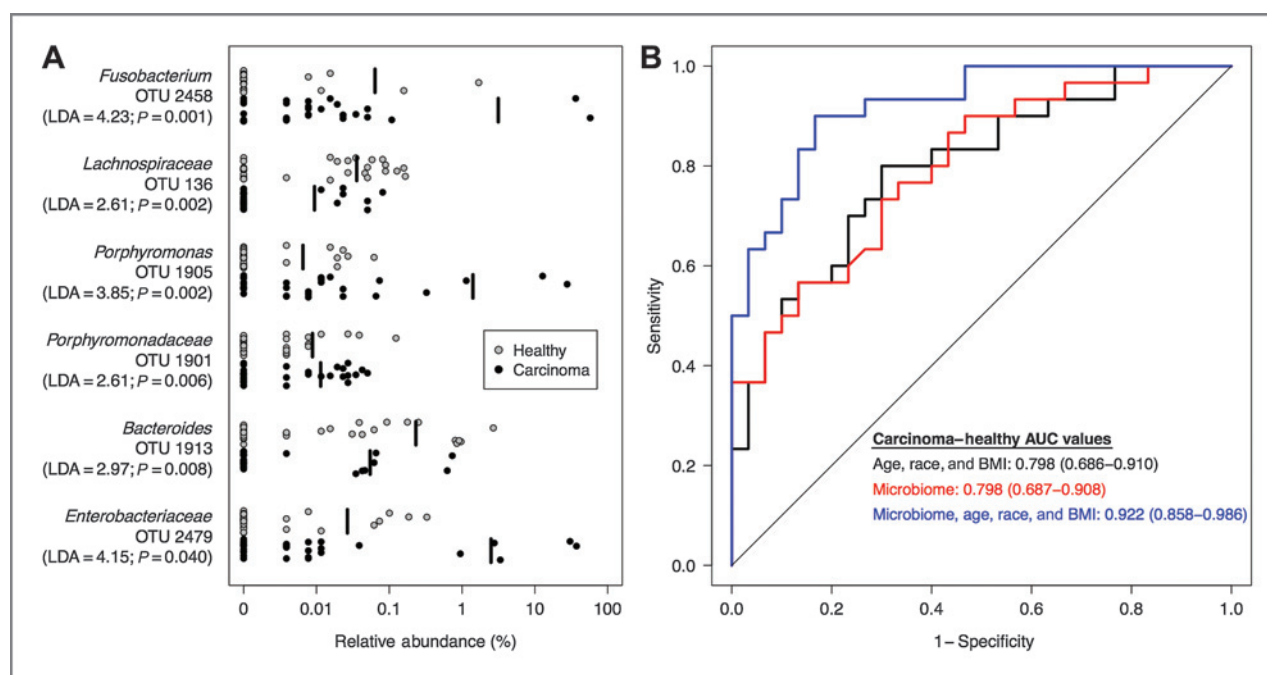 A
Fusobacterium
OTU 2458
(LDA = 4.23; P = 0.001)
Lachnospiraceae
OTU 136
(LDA = 2.61; P = 0.002)
Porphyromonas
OTU 1905
(LDA = 3.85; P = 0.002)
Porphyromonadaceae
OTU 1901
(LDA = 2.61; P = 0.006)
Bacteroides
OTU 1913
(LDA = 2.97; P = 0.008)
Enterobacteriaceae
OTU 2479
(LDA = 4.15; P = 0.040)
Healthy
Carcinoma
0 0.01 0.1 1 10 100
Relative abundance (%)
B
1.0
0.8
0.6
0.4
0.2
0.0
Sensitivity
Carcinoma–healthy AUC values
Age, race, and BMI: 0.798 (0.686–0.910)
Microbiome: 0.798 (0.687–0.908)
Microbiome, age, race, and BMI: 0.922 (0.858–0.986)
0.0 0.2 0.4 0.6 0.8 1.0
1 – Specificity